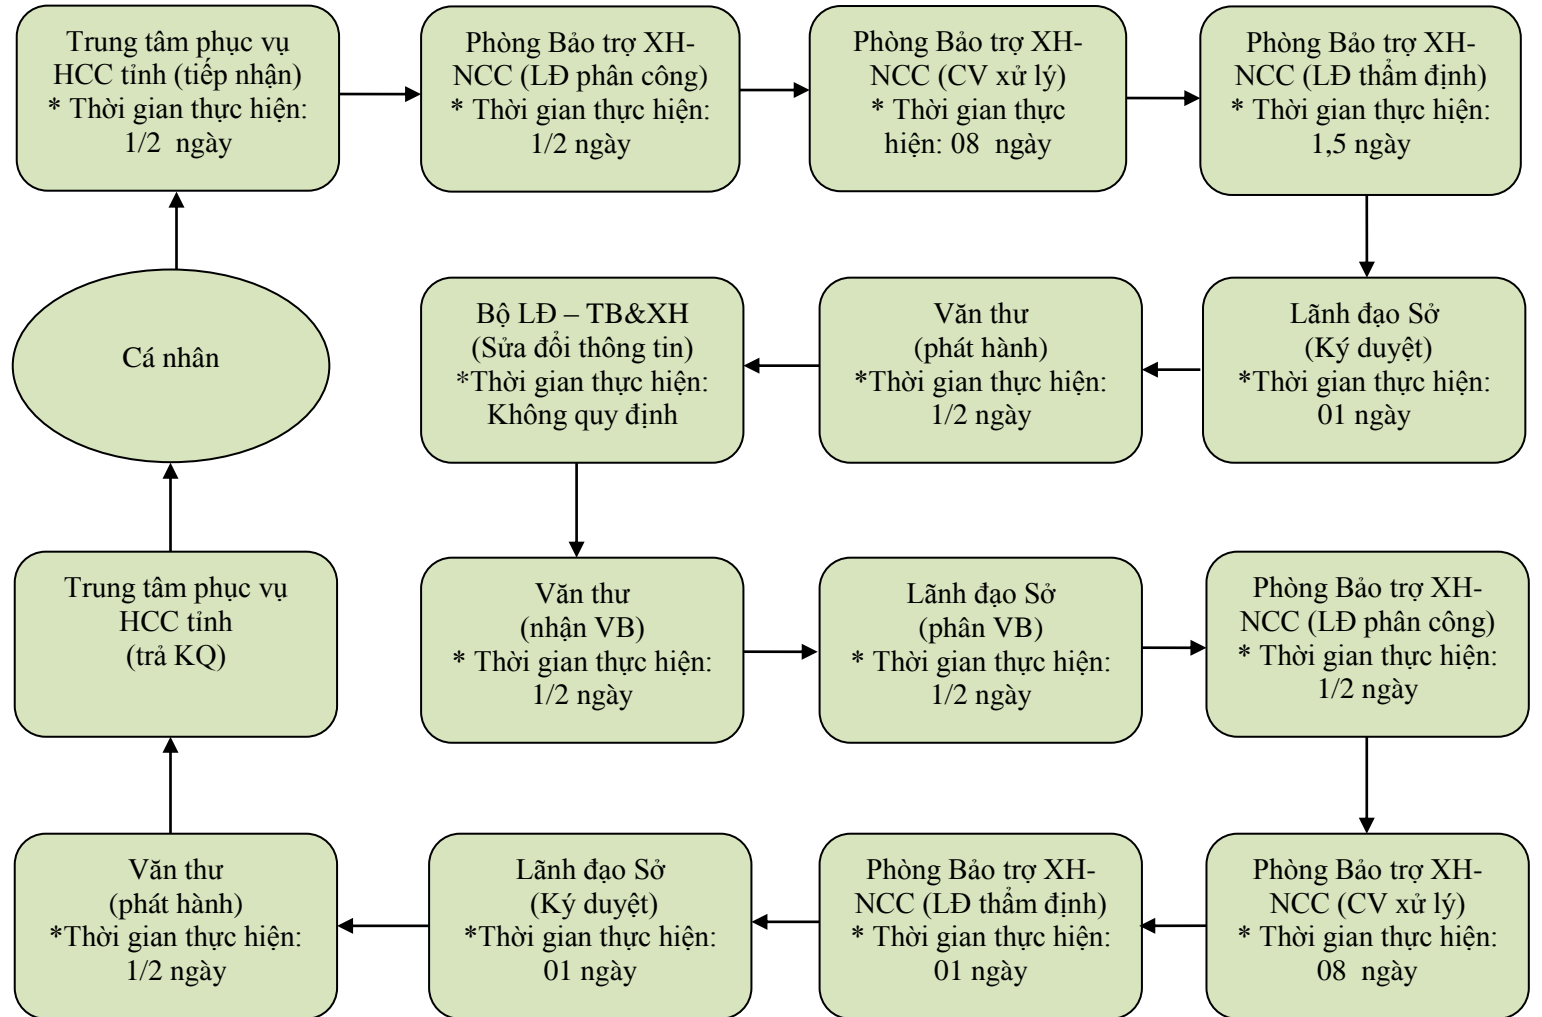 Trung tâm phục vụ
HCC tỉnh (tiếp nhận)
* Thời gian thực hiện:
1/2 ngày
Phòng Bảo trợ XH-
NCC (LĐ phân công)
* Thời gian thực hiện:
1/2 ngày
Phòng Bảo trợ XH-
NCC (CV xử lý)
* Thời gian thực
hiện: 08 ngày
Phòng Bảo trợ XH-
NCC (LĐ thẩm định)
* Thời gian thực hiện:
1,5 ngày
Cá nhân
Bộ LĐ – TB&XH
(Sửa đổi thông tin)
*Thời gian thực hiện:
Không quy định
Văn thư
(phát hành)
*Thời gian thực hiện:
1/2 ngày
Lãnh đạo Sở
(Ký duyệt)
*Thời gian thực hiện:
01 ngày
Trung tâm phục vụ
HCC tỉnh
(trả KQ)
Văn thư
(nhận VB)
* Thời gian thực hiện:
1/2 ngày
Lãnh đạo Sở
(phân VB)
* Thời gian thực hiện:
1/2 ngày
Phòng Bảo trợ XH-
NCC (LĐ phân công)
* Thời gian thực hiện:
1/2 ngày
Văn thư
(phát hành)
*Thời gian thực hiện:
1/2 ngày
Lãnh đạo Sở
(Ký duyệt)
*Thời gian thực hiện:
01 ngày
Phòng Bảo trợ XH-
NCC (LĐ thẩm định)
* Thời gian thực hiện:
01 ngày
Phòng Bảo trợ XH-
NCC (CV xử lý)
* Thời gian thực hiện:
08 ngày